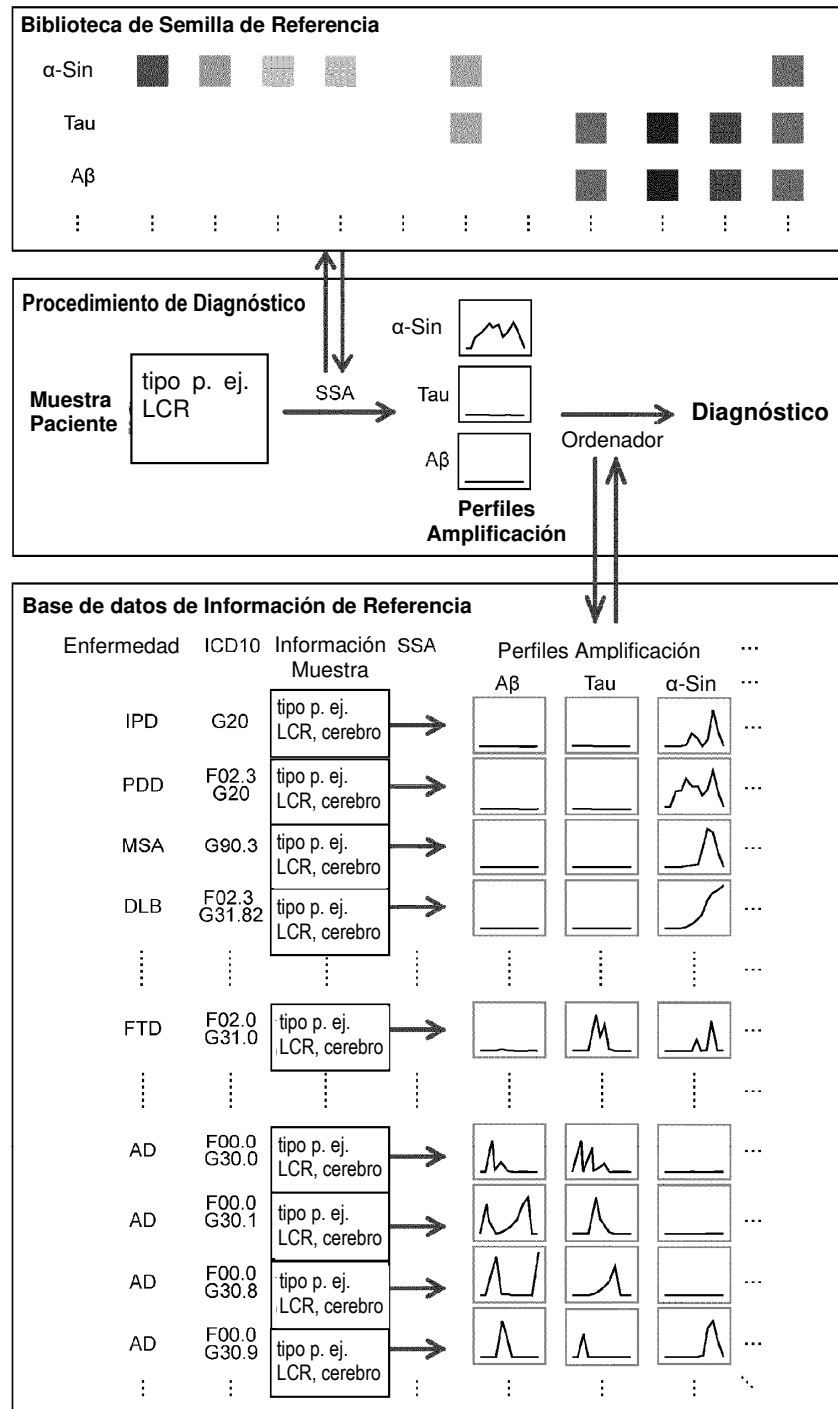 Biblioteca de Semilla de Referencia
α-Sin
Tau
Aβ
Procedimiento de Diagnóstico
Muestra
Paciente
tipo p. ej.
LCR
SSA
α-Sin
Tau
Aβ
Perfiles
Amplificación
Ordenador
Diagnóstico
Base de datos de Información de Referencia
Enfermedad ICD10 Información Muestra SSA Perfiles Amplificación ...
Aβ Tau α-Sin ...
IPD G20 tipo p. ej. LCR, cerebro ...
PDD F02.3 G20 tipo p. ej. LCR, cerebro ...
MSA G90.3 tipo p. ej. LCR, cerebro ...
DLB F02.3 G31.82 tipo p. ej. LCR, cerebro ...
FTD F02.0 G31.0 tipo p. ej. LCR, cerebro ...
AD F00.0 G30.0 tipo p. ej. LCR, cerebro ...
AD F00.0 G30.1 tipo p. ej. LCR, cerebro ...
AD F00.0 G30.8 tipo p. ej. LCR, cerebro ...
AD F00.0 G30.9 tipo p. ej. LCR, cerebro ...